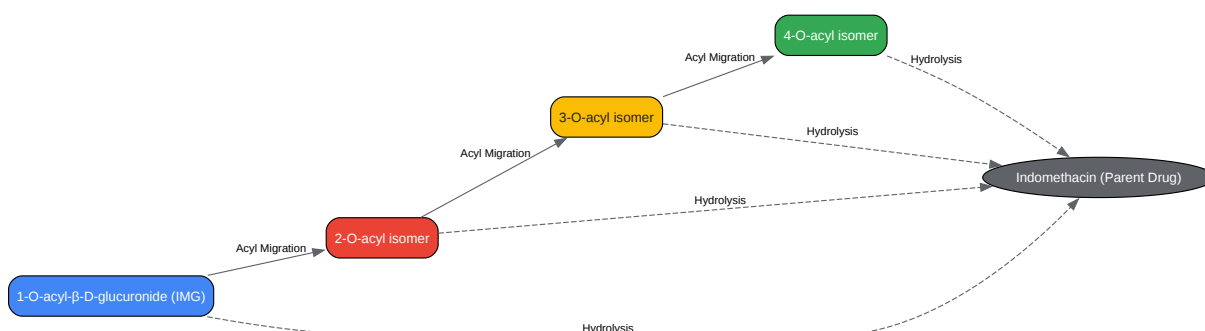 4-O-acyl isomer
Acyl Migration
Hydrolysis
3-O-acyl isomer
Hydrolysis
Acyl Migration
Indomethacin (Parent Drug)
Hydrolysis
2-O-acyl isomer
Acyl Migration
1-O-acyl-β-D-glucuronide (IMG)
Hydrolysis